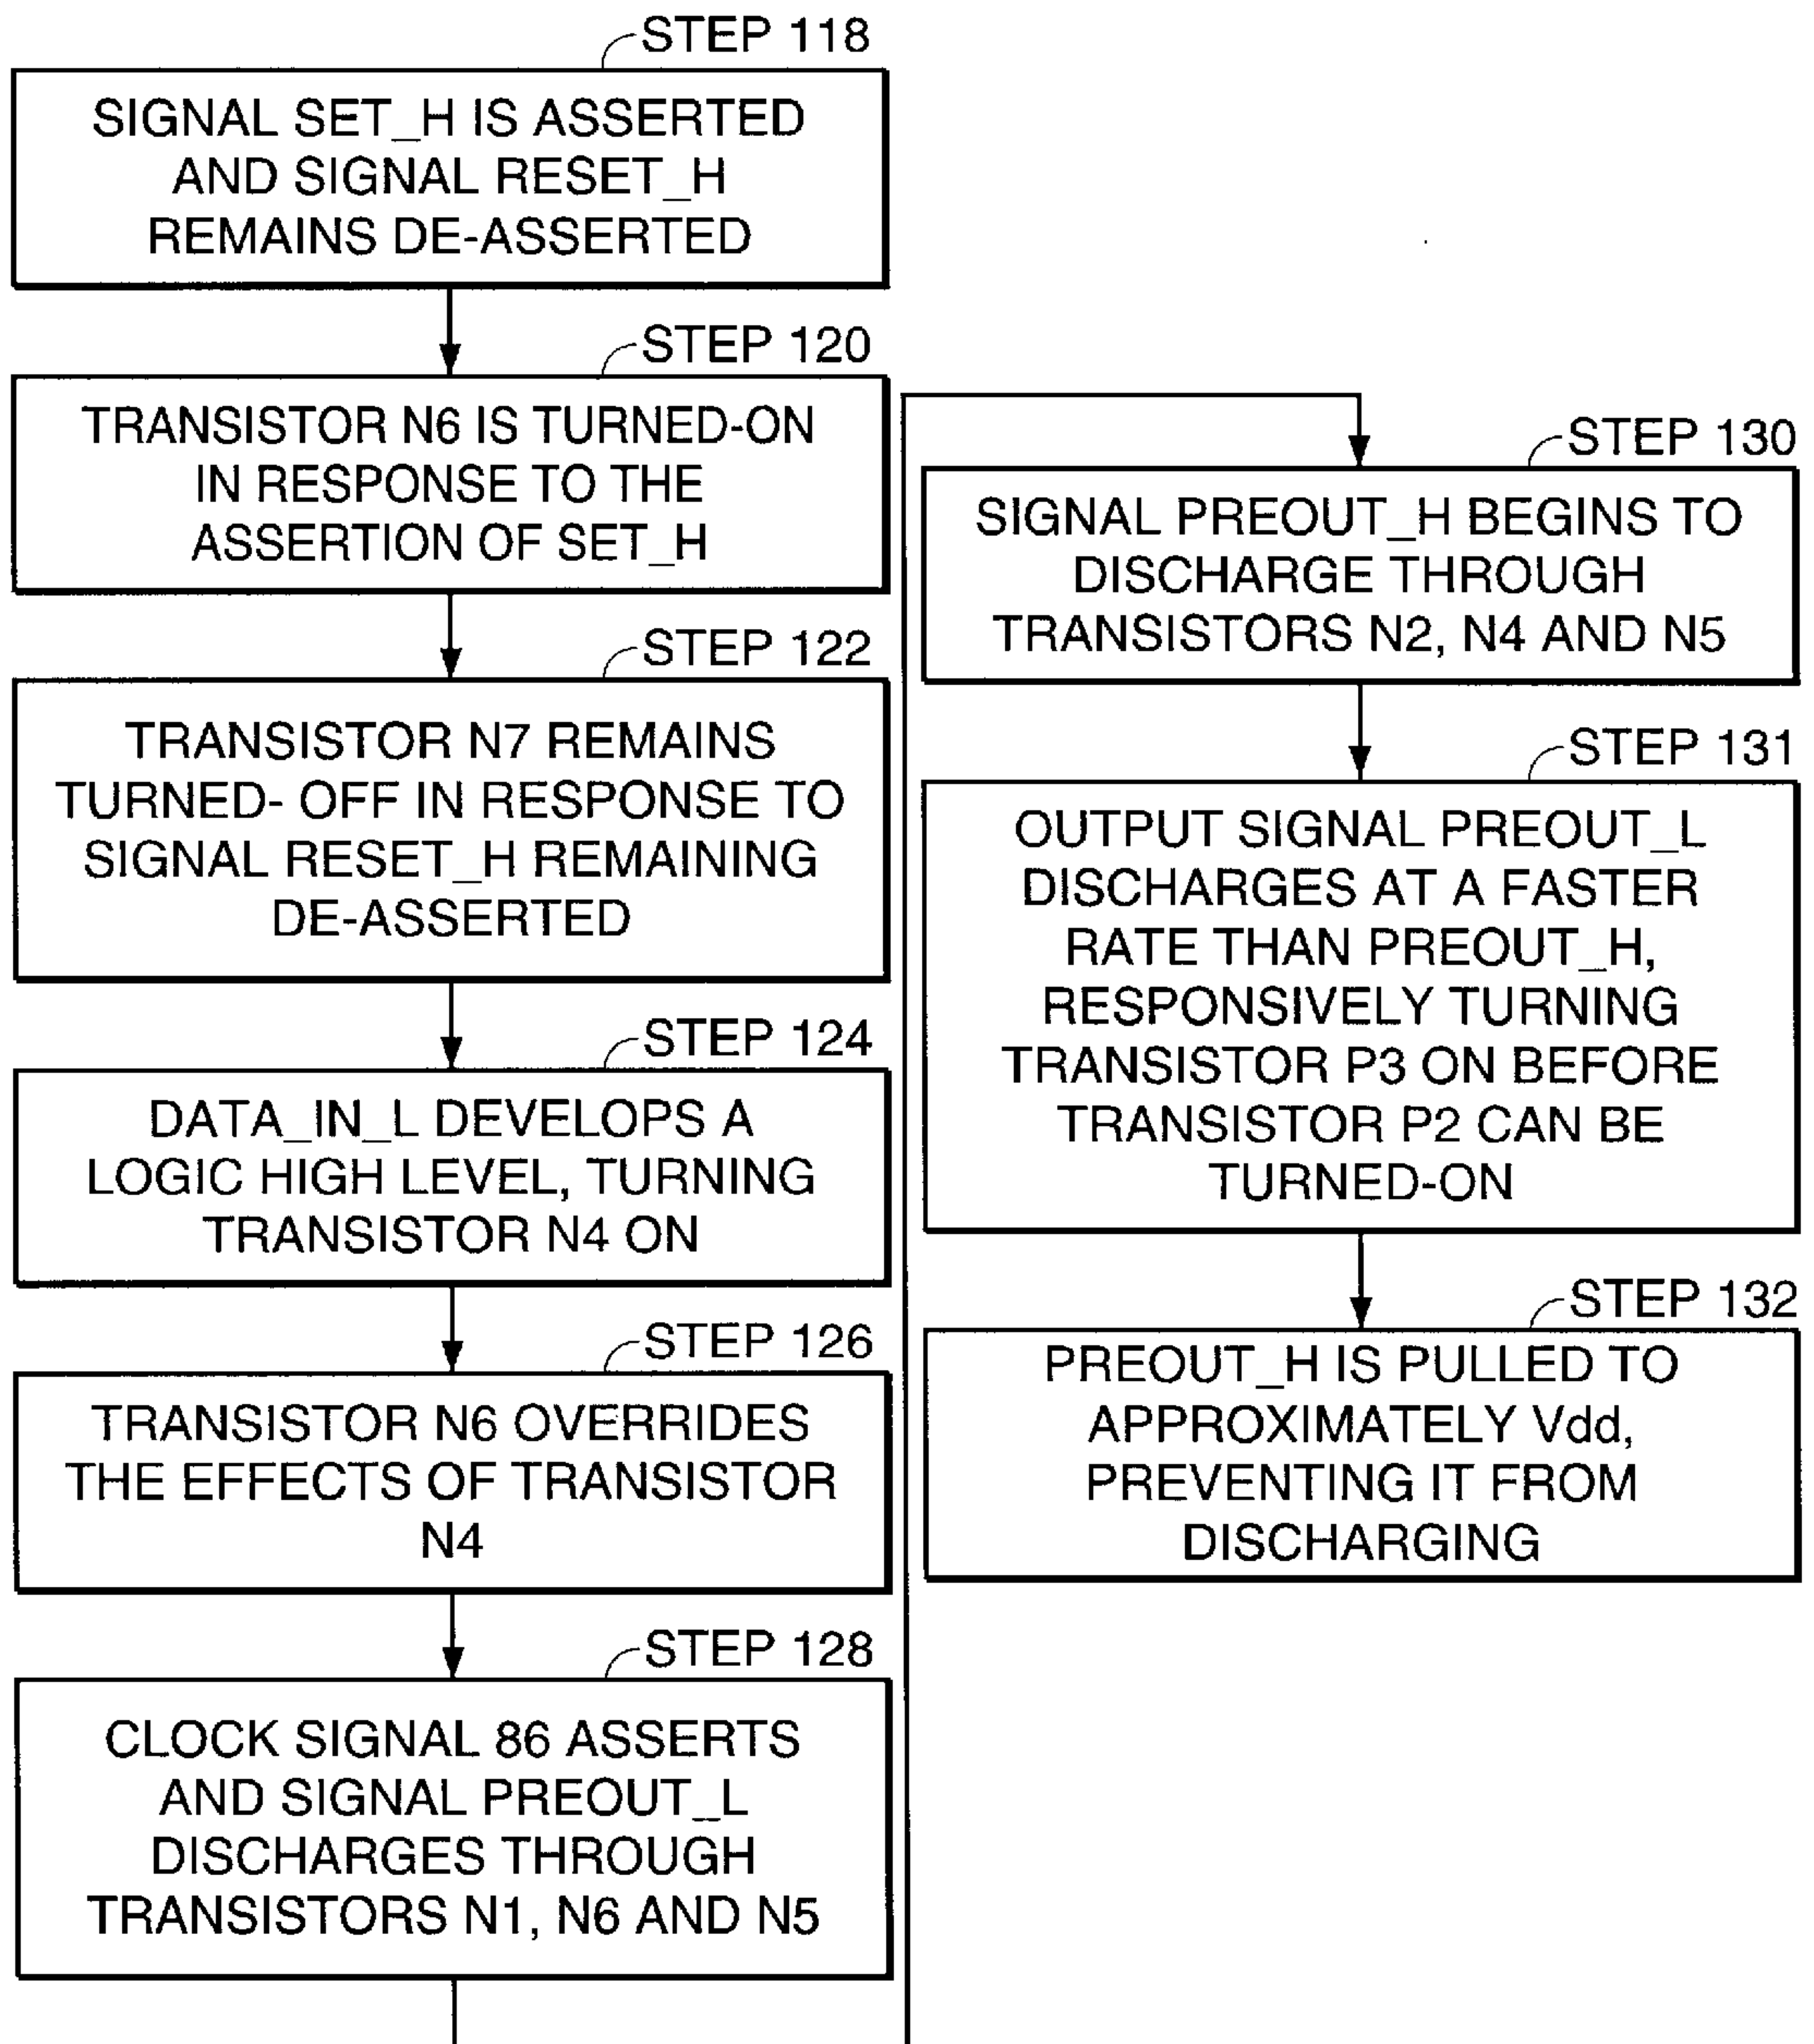 STEP 118
SIGNAL SET_H IS ASSERTED
AND SIGNAL RESET_H
REMAINS DE-ASSERTED
STEP 120
TRANSISTOR N6 IS TURNED-ON
IN RESPONSE TO THE
ASSERTION OF SET_H
STEP 122
TRANSISTOR N7 REMAINS
TURNED- OFF IN RESPONSE TO
SIGNAL RESET_H REMAINING
DE-ASSERTED
STEP 124
DATA_IN_L DEVELOPS A
LOGIC HIGH LEVEL, TURNING
TRANSISTOR N4 ON
STEP 126
TRANSISTOR N6 OVERRIDES
THE EFFECTS OF TRANSISTOR
N4
STEP 128
CLOCK SIGNAL 86 ASSERTS
AND SIGNAL PREOUT_L
DISCHARGES THROUGH
TRANSISTORS N1, N6 AND N5
STEP 130
SIGNAL PREOUT_H BEGINS TO
DISCHARGE THROUGH
TRANSISTORS N2, N4 AND N5
STEP 131
OUTPUT SIGNAL PREOUT_L
DISCHARGES AT A FASTER
RATE THAN PREOUT_H,
RESPONSIVELY TURNING
TRANSISTOR P3 ON BEFORE
TRANSISTOR P2 CAN BE
TURNED-ON
STEP 132
PREOUT_H IS PULLED TO
APPROXIMATELY Vdd,
PREVENTING IT FROM
DISCHARGING